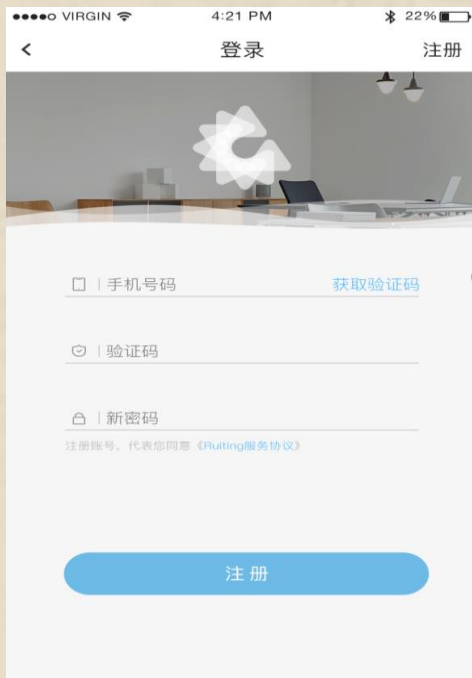 VIRGIN 4:21 PM 22%
登录 注册
手机号码 获取验证码
验证码
新密码
注册账号，代表您同意《Ruiting服务协议》
注册